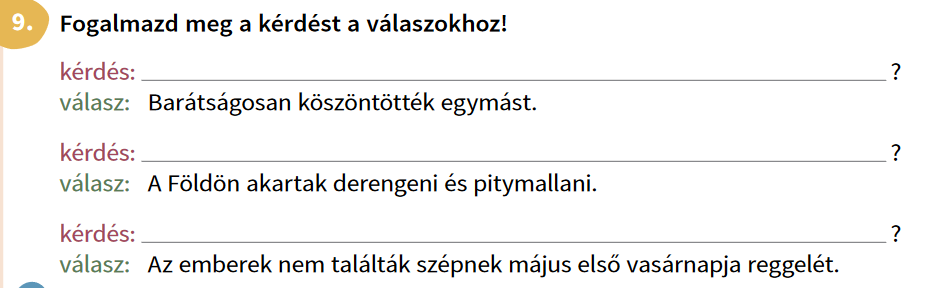 9. Fogalmazd meg a kérdést a válaszokhoz!
kérdés: ?
válasz: Barátságosan köszöntötték egymást.
kérdés: ?
válasz: A Földön akartak derengeni és pitymallani.
kérdés: ?
válasz: Az emberek nem találták szépnek május első vasárnapja reggelét.